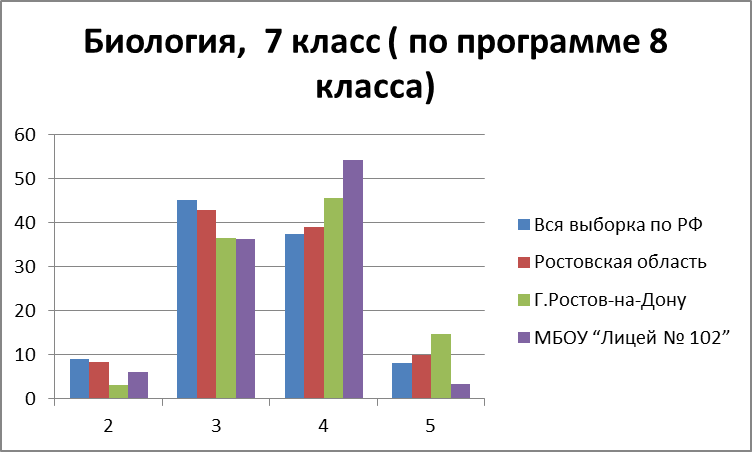 Биология,  7 класс ( по программе 8
класса)
60
50
40
30
20
10
0
2 3 4 5
Вся выборка по РФ
Ростовская область
Г.Ростов-на-Дону
МБОУ “Лицей № 102”